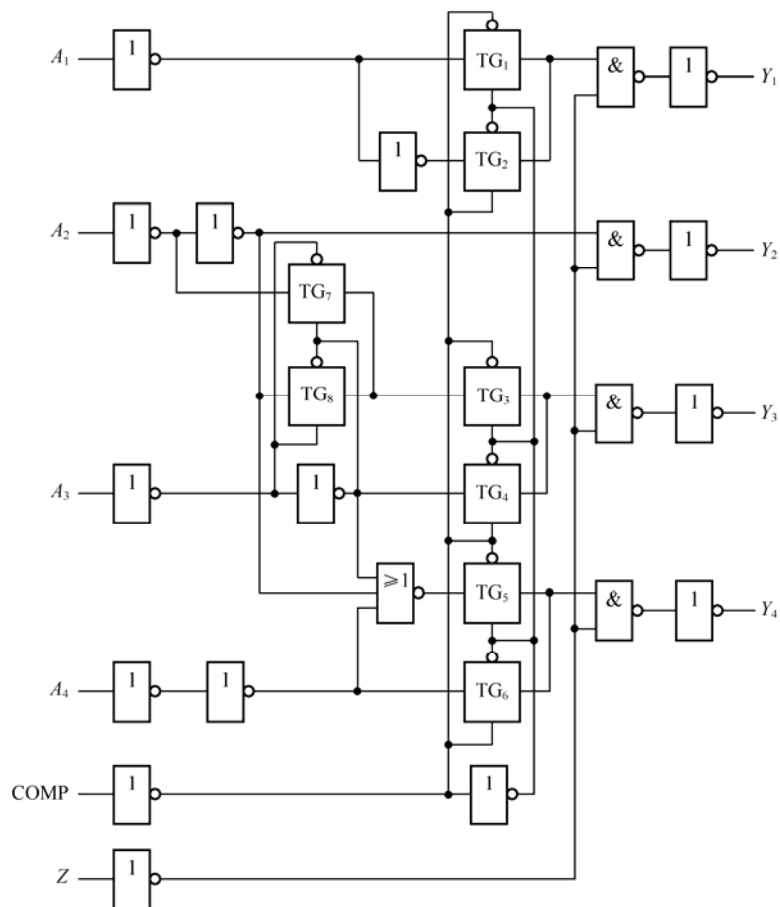 A₁ 1 TG₁ & 1 Y₁
1 TG₂
A₂ 1 1 & 1 Y₂
TG₇
TG₈ TG₃ & 1 Y₃
A₃ 1 1 TG₄
≥1 TG₅ & 1 Y₄
A₄ 1 1 TG₆
COMP 1 1
Z 1